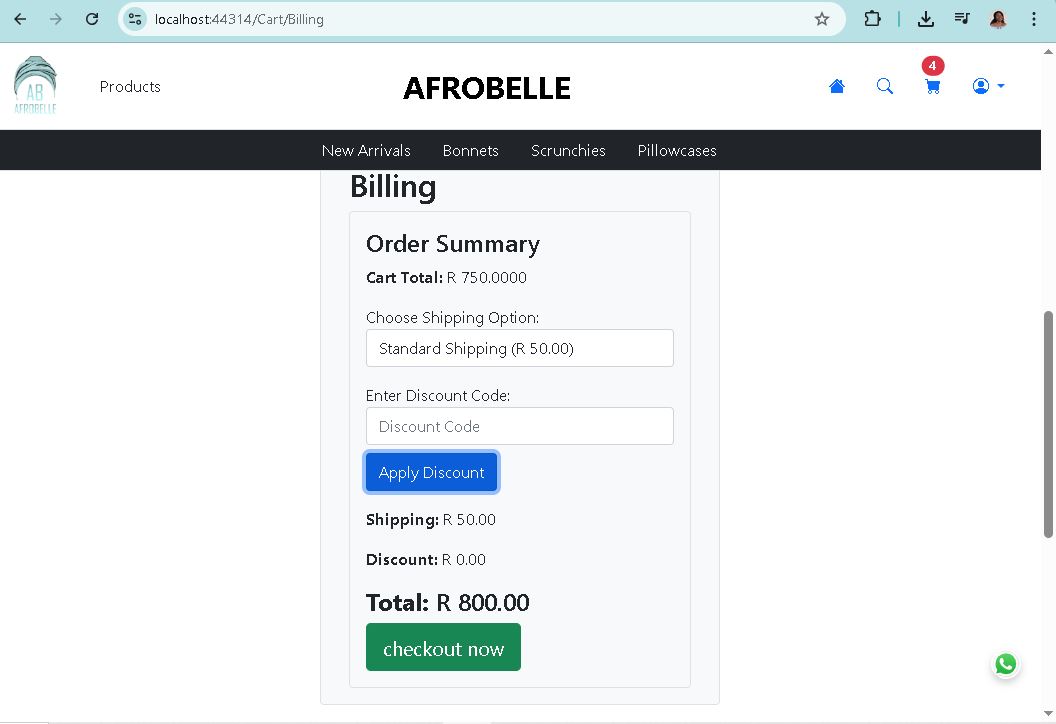 localhost:44314/Cart/Billing
AB
AFROBELLE
Products
AFROBELLE
4
New Arrivals Bonnets Scrunchies Pillowcases
Billing
Order Summary
Cart Total: R 750.0000
Choose Shipping Option:
Standard Shipping (R 50.00)
Enter Discount Code:
Discount Code
Apply Discount
Shipping: R 50.00
Discount: R 0.00
Total: R 800.00
checkout now